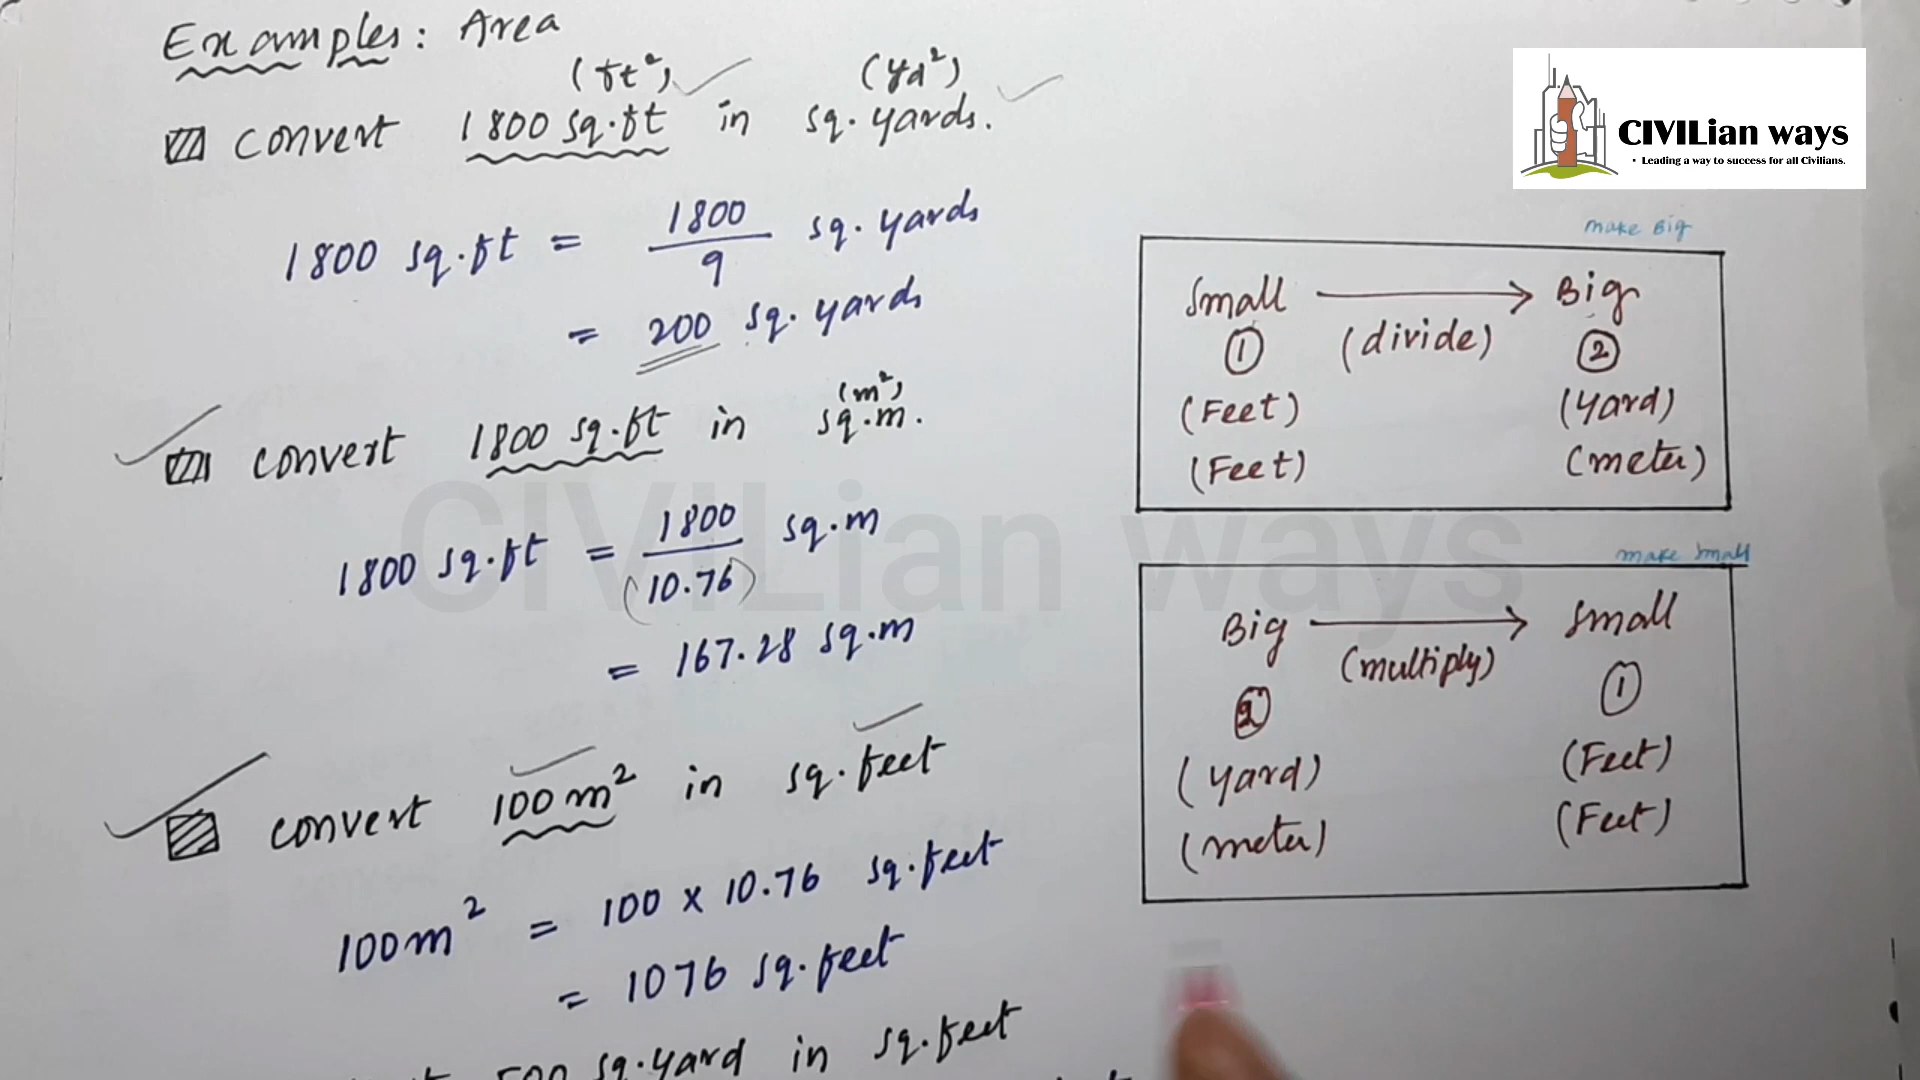 Examples: Area
(ft²) (yd²)
convert 1800 sq.ft in sq.yards.
1800 sq.ft = 1800/9 sq.yards
= 200 sq.yards
(m²)
convert 1800 sq.ft in sq.m.
1800 sq.ft = 1800/(10.76) sq.m
= 167.28 sq.m
convert 100m² in sq.feet
100m² = 100 x 10.76 sq.feet
= 1076 sq.feet
500 sq.yard in sq.feet
CIVILian ways
• Leading a way to success for all Civilians.
make Big
Small → Big
① (divide) ②
(Feet) (Yard)
(Feet) (meter)
make small
Big → Small
② (multiply) ①
(Yard) (Feet)
(meter) (Feet)
CIVILian ways